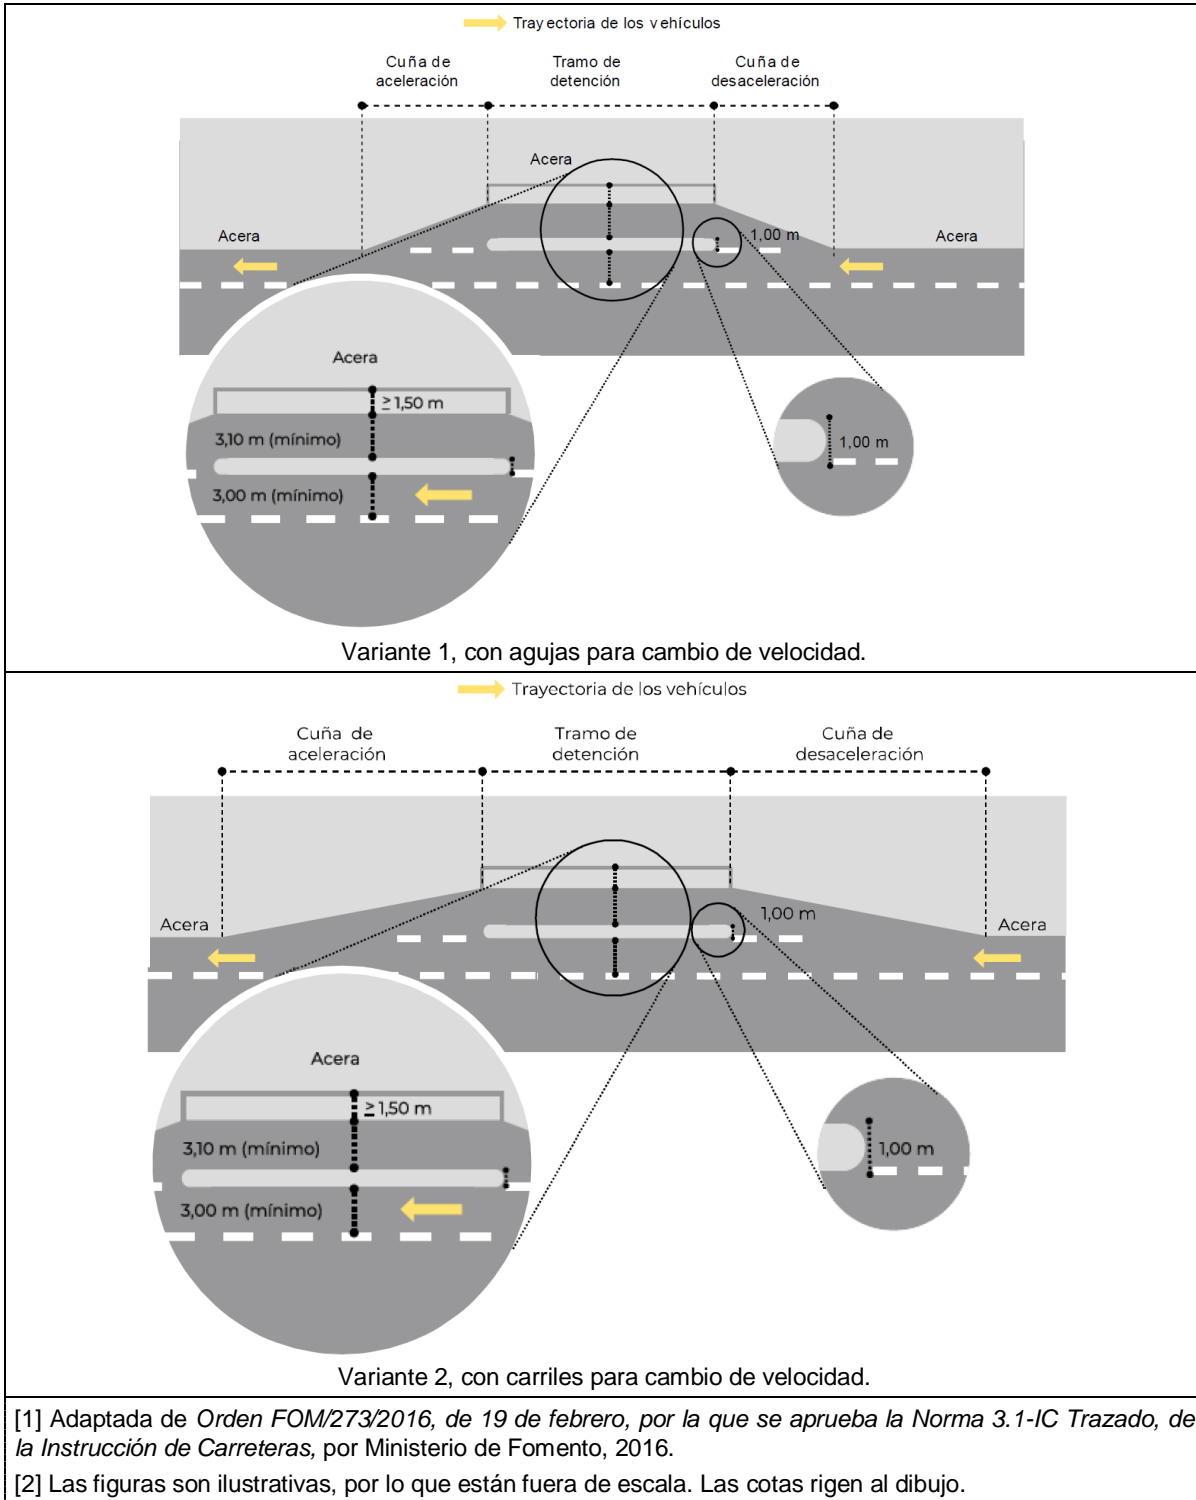 Trayectoria de los vehículos
Cuña de
aceleración
Tramo de
detención
Cuña de
desaceleración
Acera
Acera
1,00 m
Acera
Acera
≥ 1,50 m
3,10 m (mínimo)
3,00 m (mínimo)
1,00 m
Variante 1, con agujas para cambio de velocidad.
Trayectoria de los vehículos
Cuña de
aceleración
Tramo de
detención
Cuña de
desaceleración
1,00 m
Acera
Acera
Acera
≥ 1,50 m
3,10 m (mínimo)
3,00 m (mínimo)
1,00 m
Variante 2, con carriles para cambio de velocidad.
[1] Adaptada de Orden FOM/273/2016, de 19 de febrero, por la que se aprueba la Norma 3.1-IC Trazado, de
la Instrucción de Carreteras, por Ministerio de Fomento, 2016.
[2] Las figuras son ilustrativas, por lo que están fuera de escala. Las cotas rigen al dibujo.